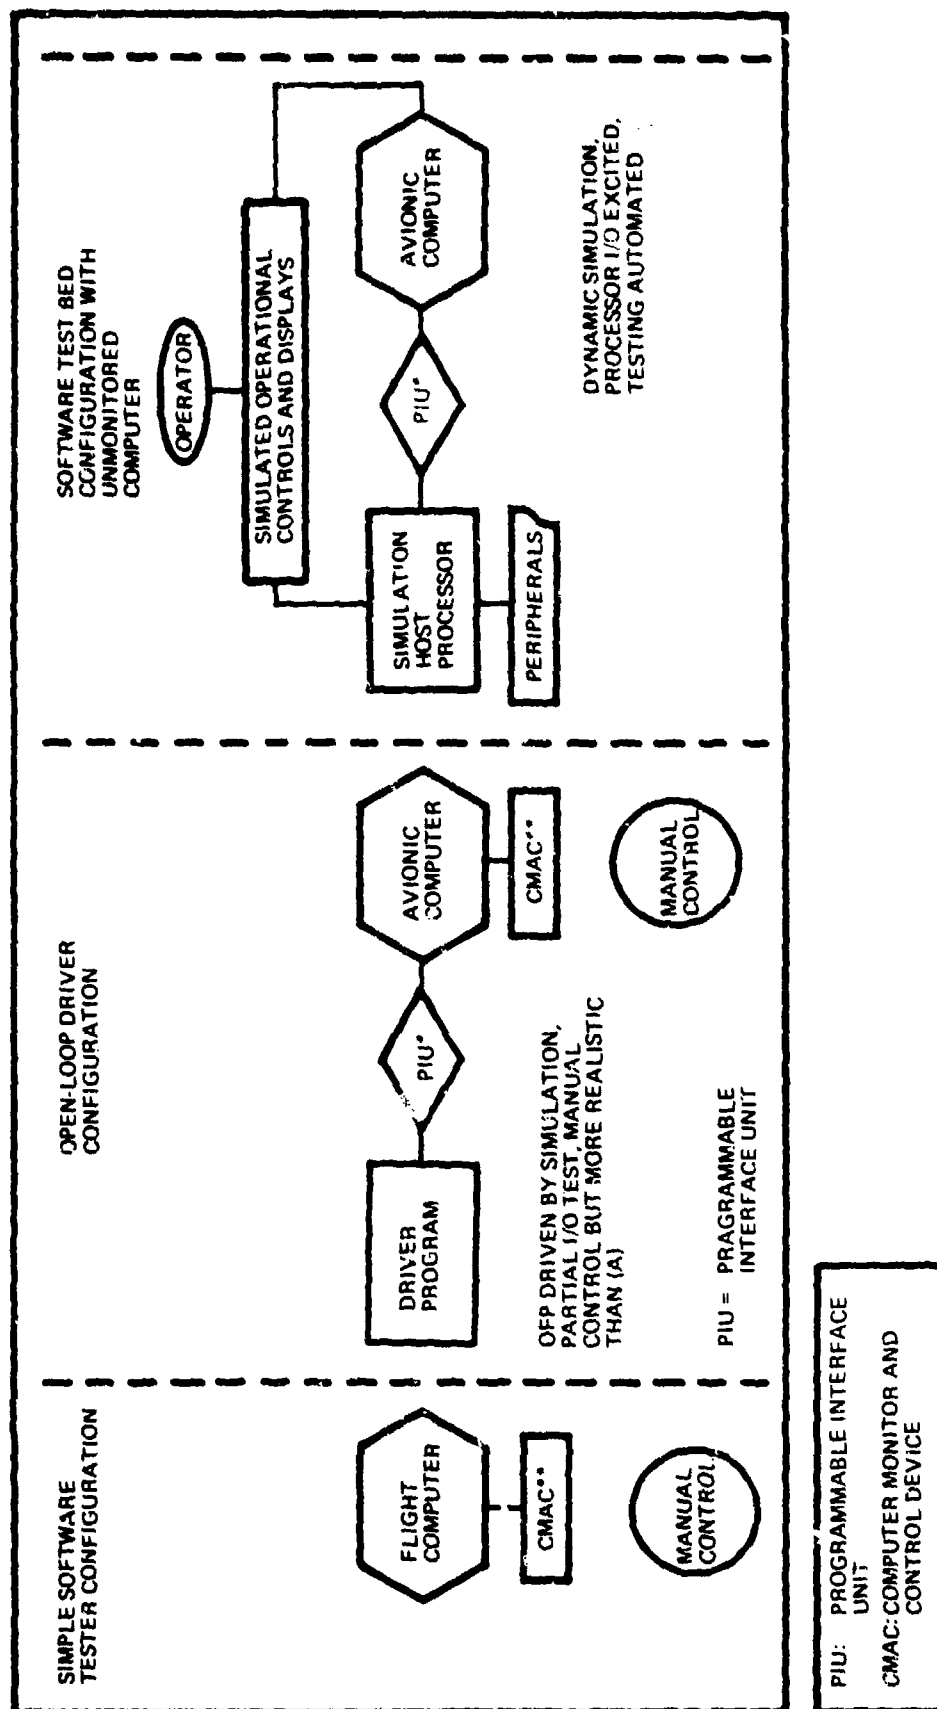 SIMPLE SOFTWARE
TESTER CONFIGURATION
FLIGHT
COMPUTER
CMAC**
MANUAL
CONTROL
OPEN-LOOP DRIVER
CONFIGURATION
DRIVER
PROGRAM
PIU*
AVIONIC
COMPUTER
CMAC**
MANUAL
CONTROL
OFP DRIVEN BY SIMULATION,
PARTIAL I/O TEST, MANUAL
CONTROL BUT MORE REALISTIC
THAN (A)
PIU = PRAGRAMMABLE
INTERFACE UNIT
SOFTWARE TEST BED
CONFIGURATION WITH
UNMONITORED
COMPUTER
OPERATOR
SIMULATED OPERATIONAL
CONTROLS AND DISPLAYS
SIMULATION
HOST
PROCESSOR
PIU*
AVIONIC
COMPUTER
PERIPHERALS
DYNAMIC SIMULATION,
PROCESSOR I/O EXCITED,
TESTING AUTOMATED
PIU: PROGRAMMABLE INTERFACE
UNIT
CMAC: COMPUTER MONITOR AND
CONTROL DEVICE